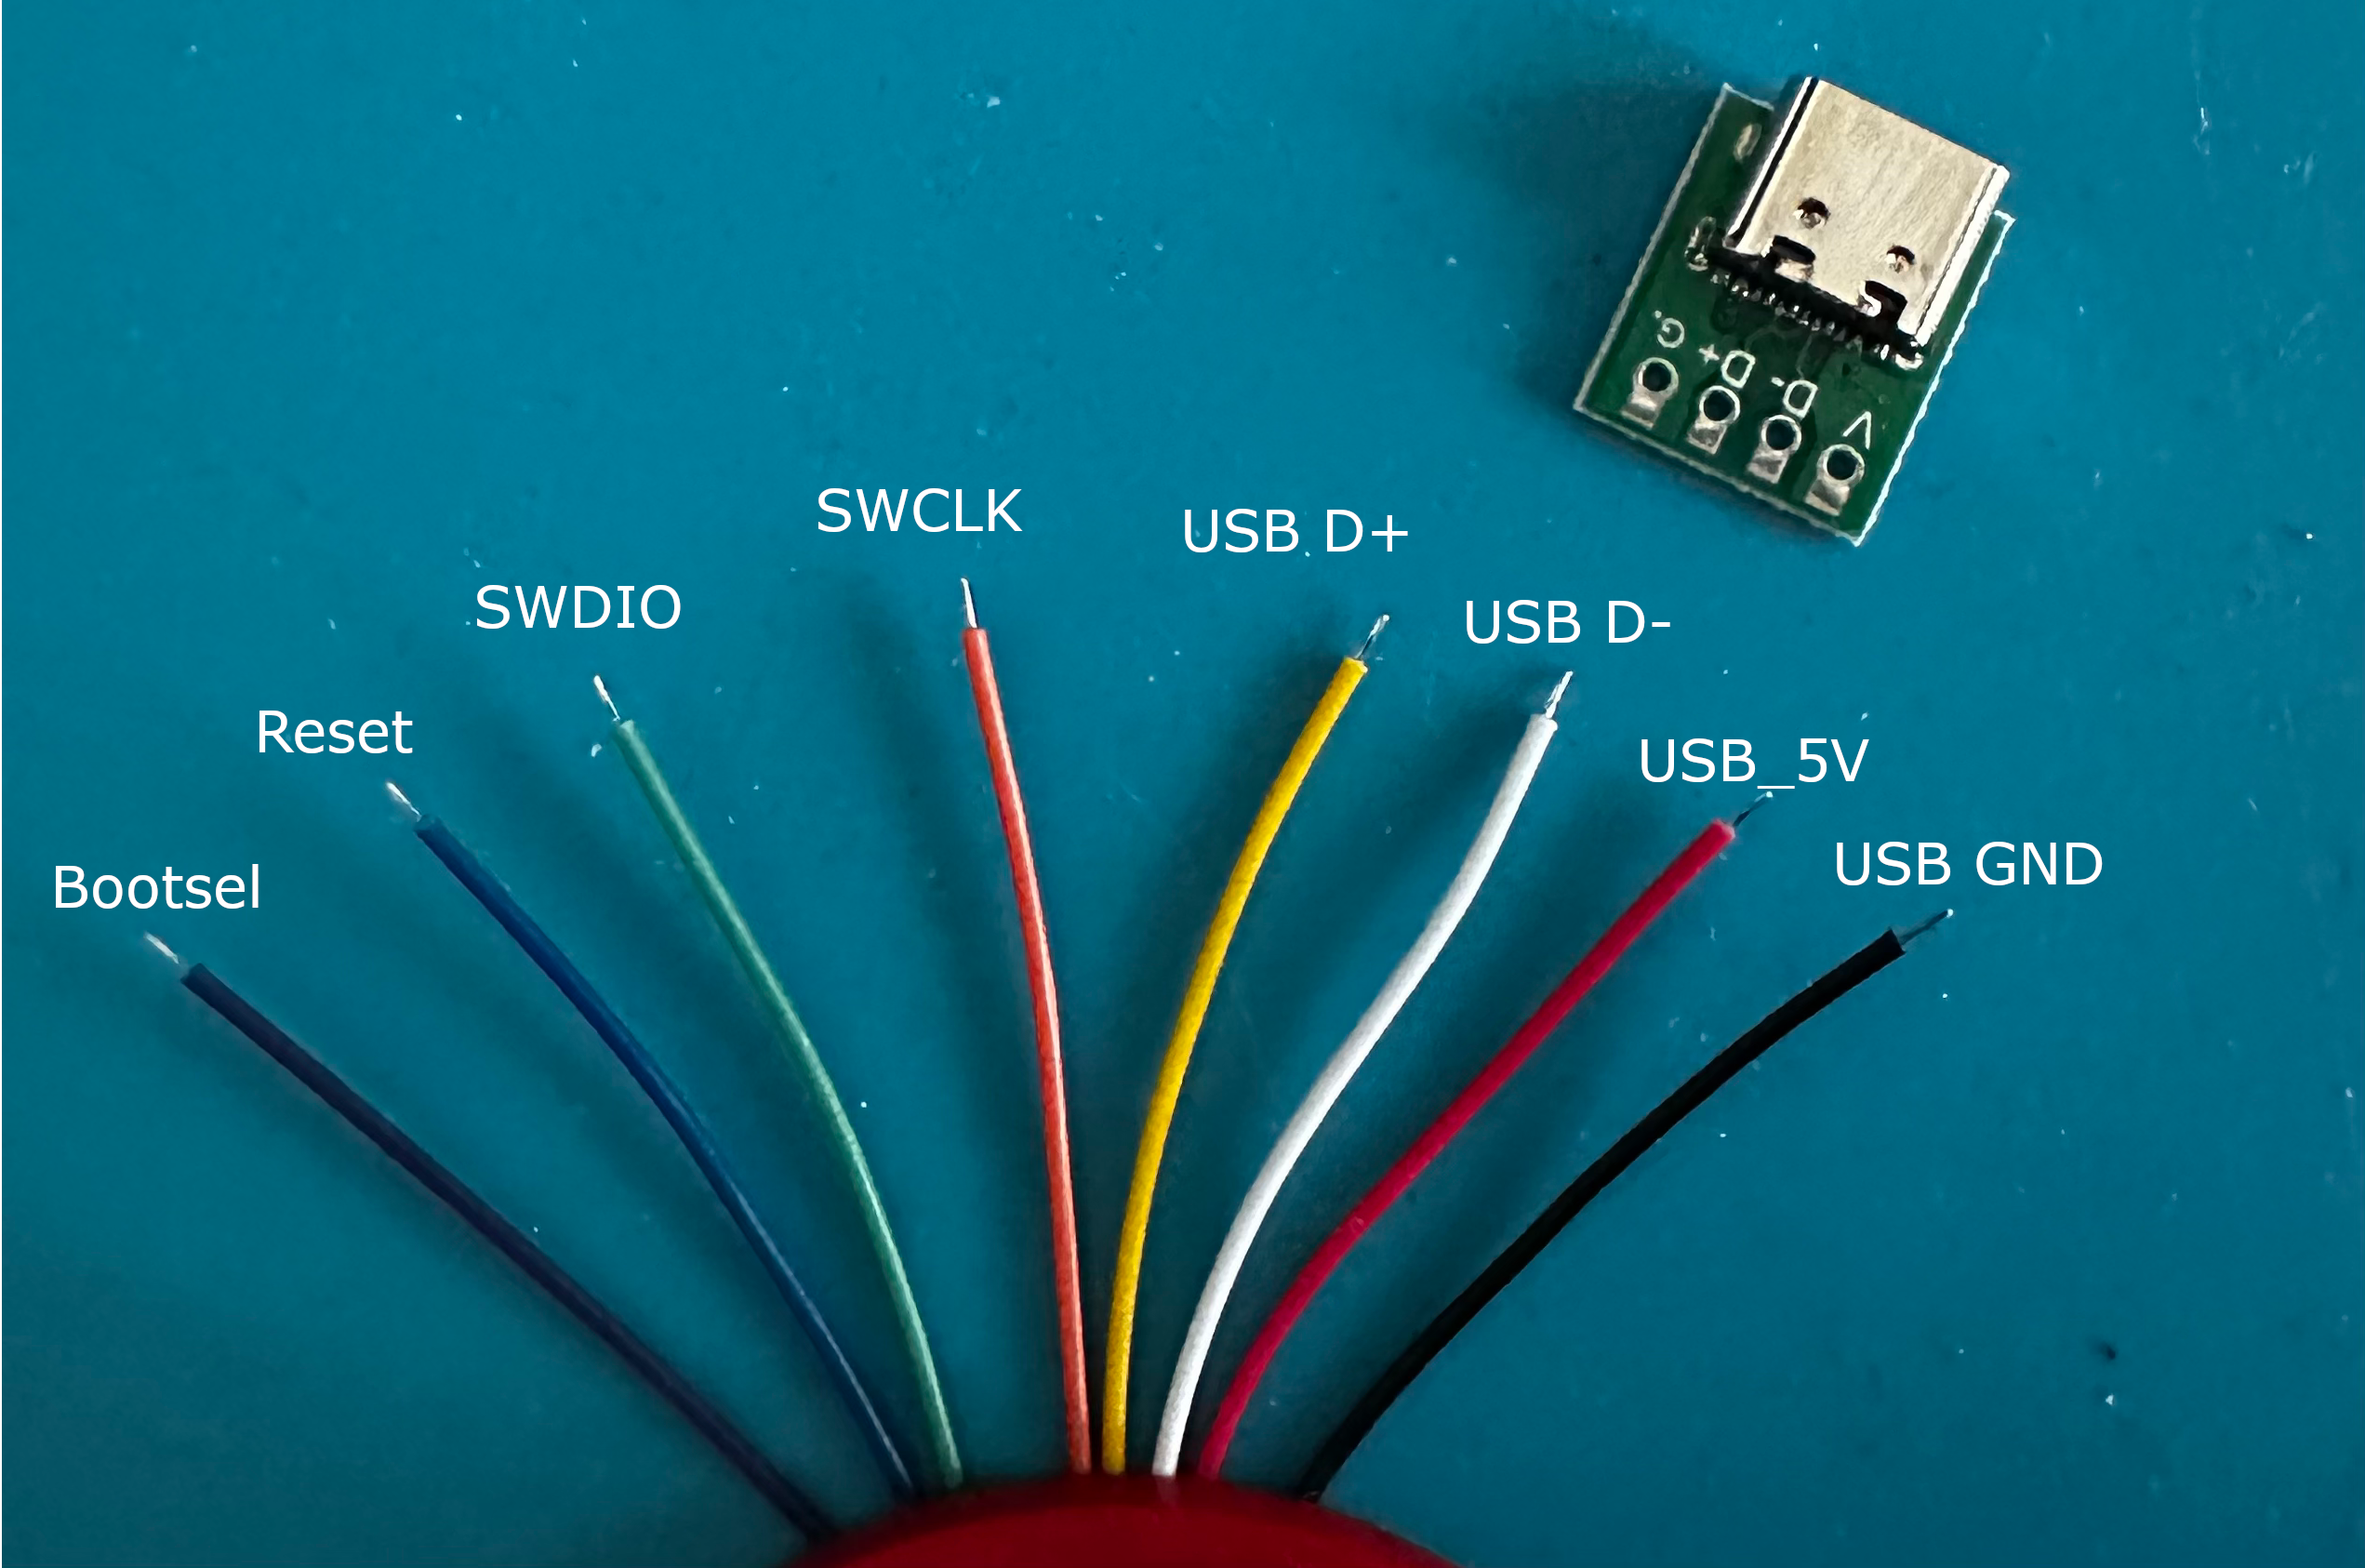 G.
D+
D-
V
SWCLK
USB D+
SWDIO
USB D-
Reset
USB_5V
Bootsel
USB GND